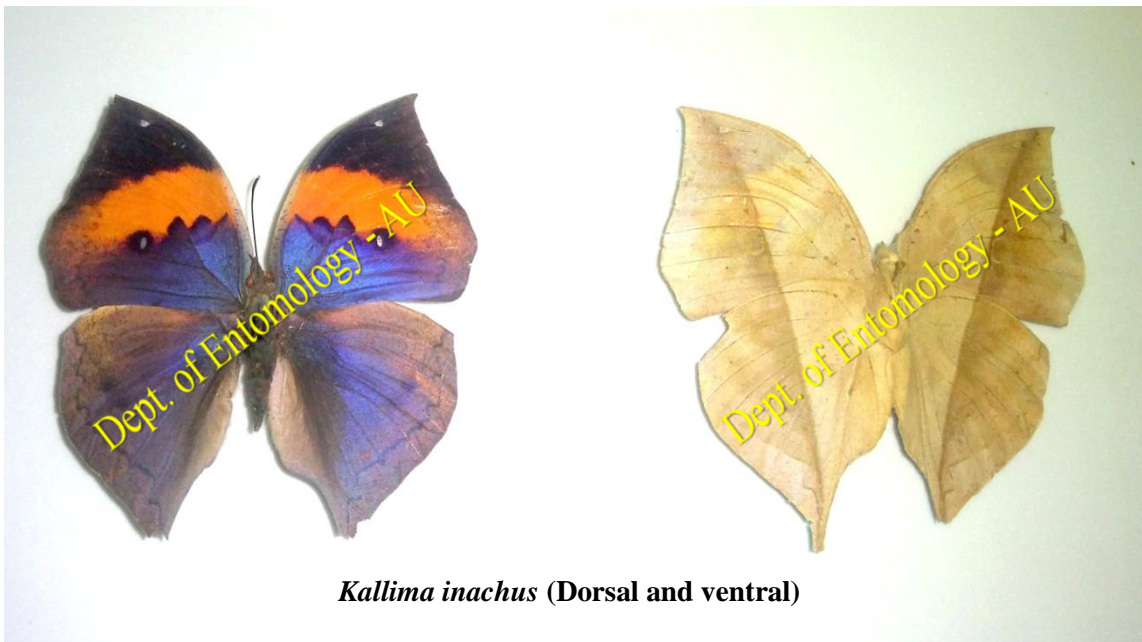 Dept. of Entomology - AU
Dept. of Entomology - AU
Kallima inachus (Dorsal and ventral)